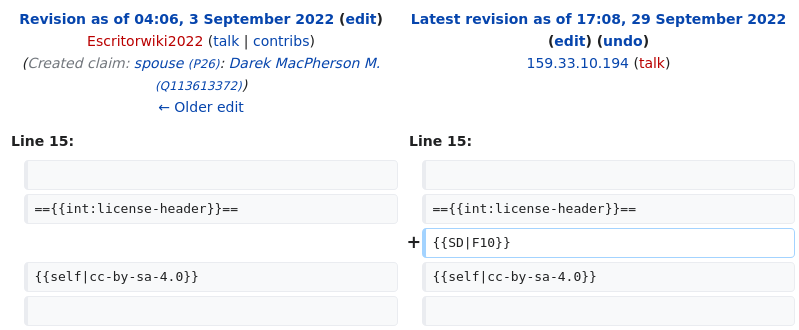 Revision as of 04:06, 3 September 2022 (edit)
Escritorwiki2022 (talk | contribs)
(Created claim: spouse (P26): Darek MacPherson M.
(Q113613372))
← Older edit
Latest revision as of 17:08, 29 September 2022
(edit) (undo)
159.33.10.194 (talk)
Line 15:
Line 15:
=={{int:license-header}}==
=={{int:license-header}}==
+ {{SD|F10}}
{{self|cc-by-sa-4.0}}
{{self|cc-by-sa-4.0}}